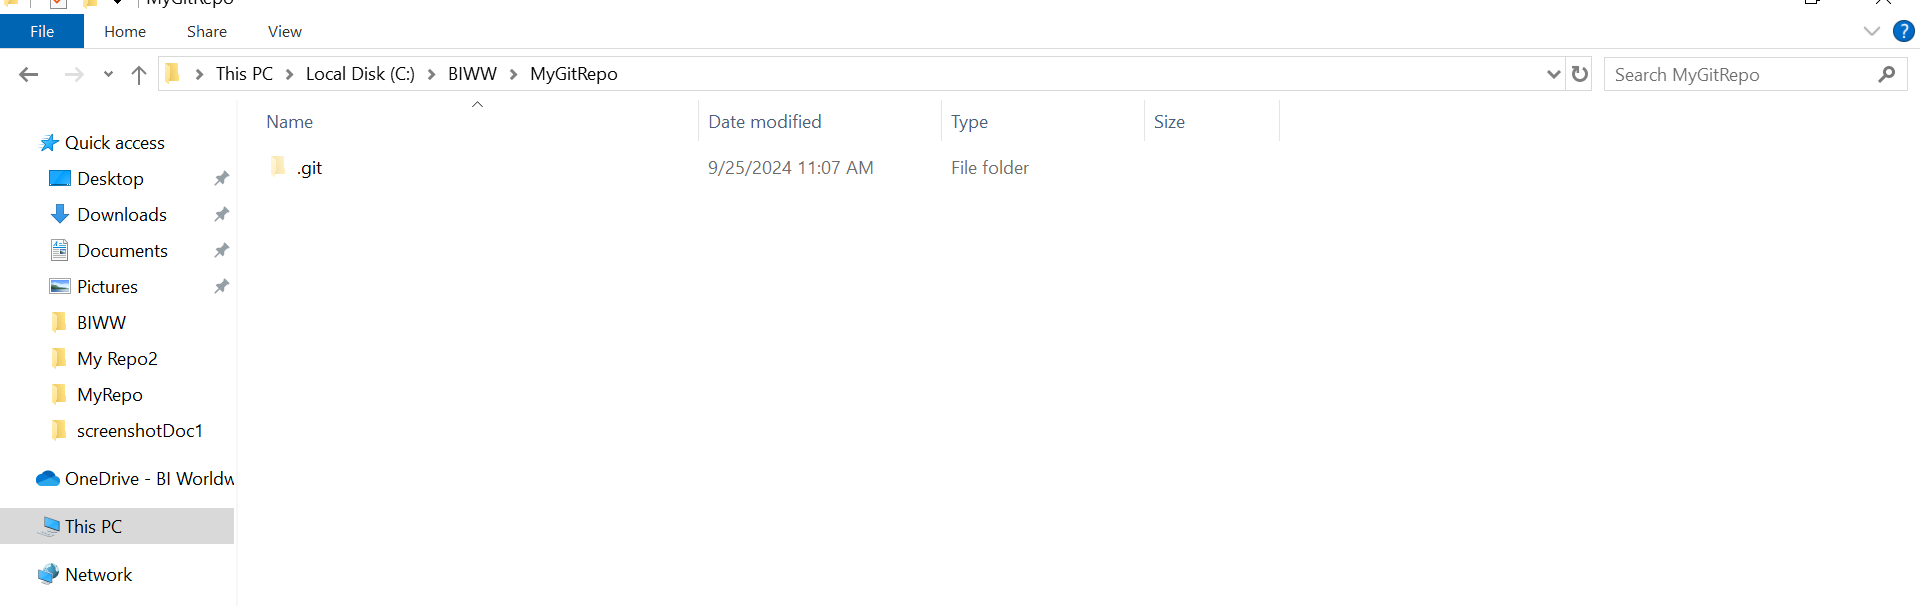 MyGitRepo
File Home Share View
This PC Local Disk (C:) BIWW MyGitRepo
Search MyGitRepo
Name Date modified Type Size
.git 9/25/2024 11:07 AM File folder
Quick access
Desktop
Downloads
Documents
Pictures
BIWW
My Repo2
MyRepo
screenshotDoc1
OneDrive - BI Worldw
This PC
Network